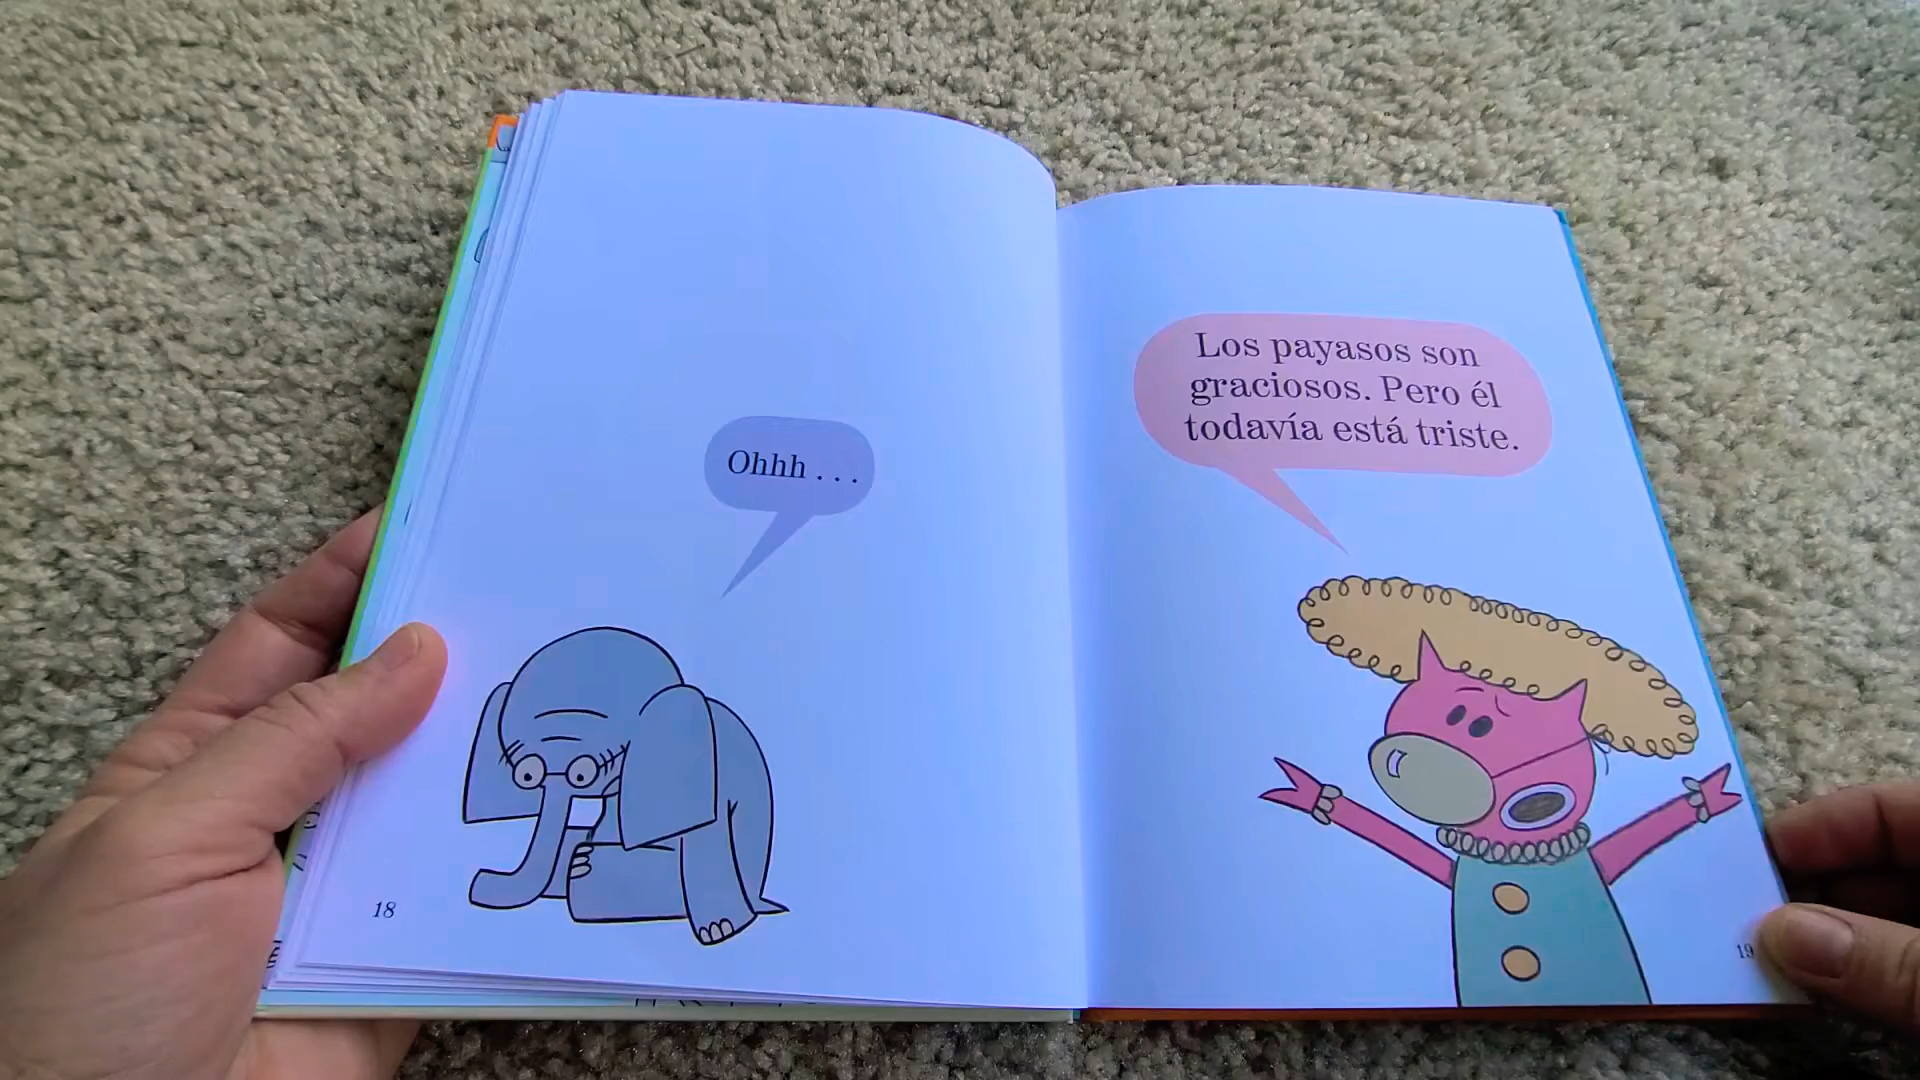 Ohhh . . .
18
Los payasos son
graciosos. Pero él
todavía está triste.
19